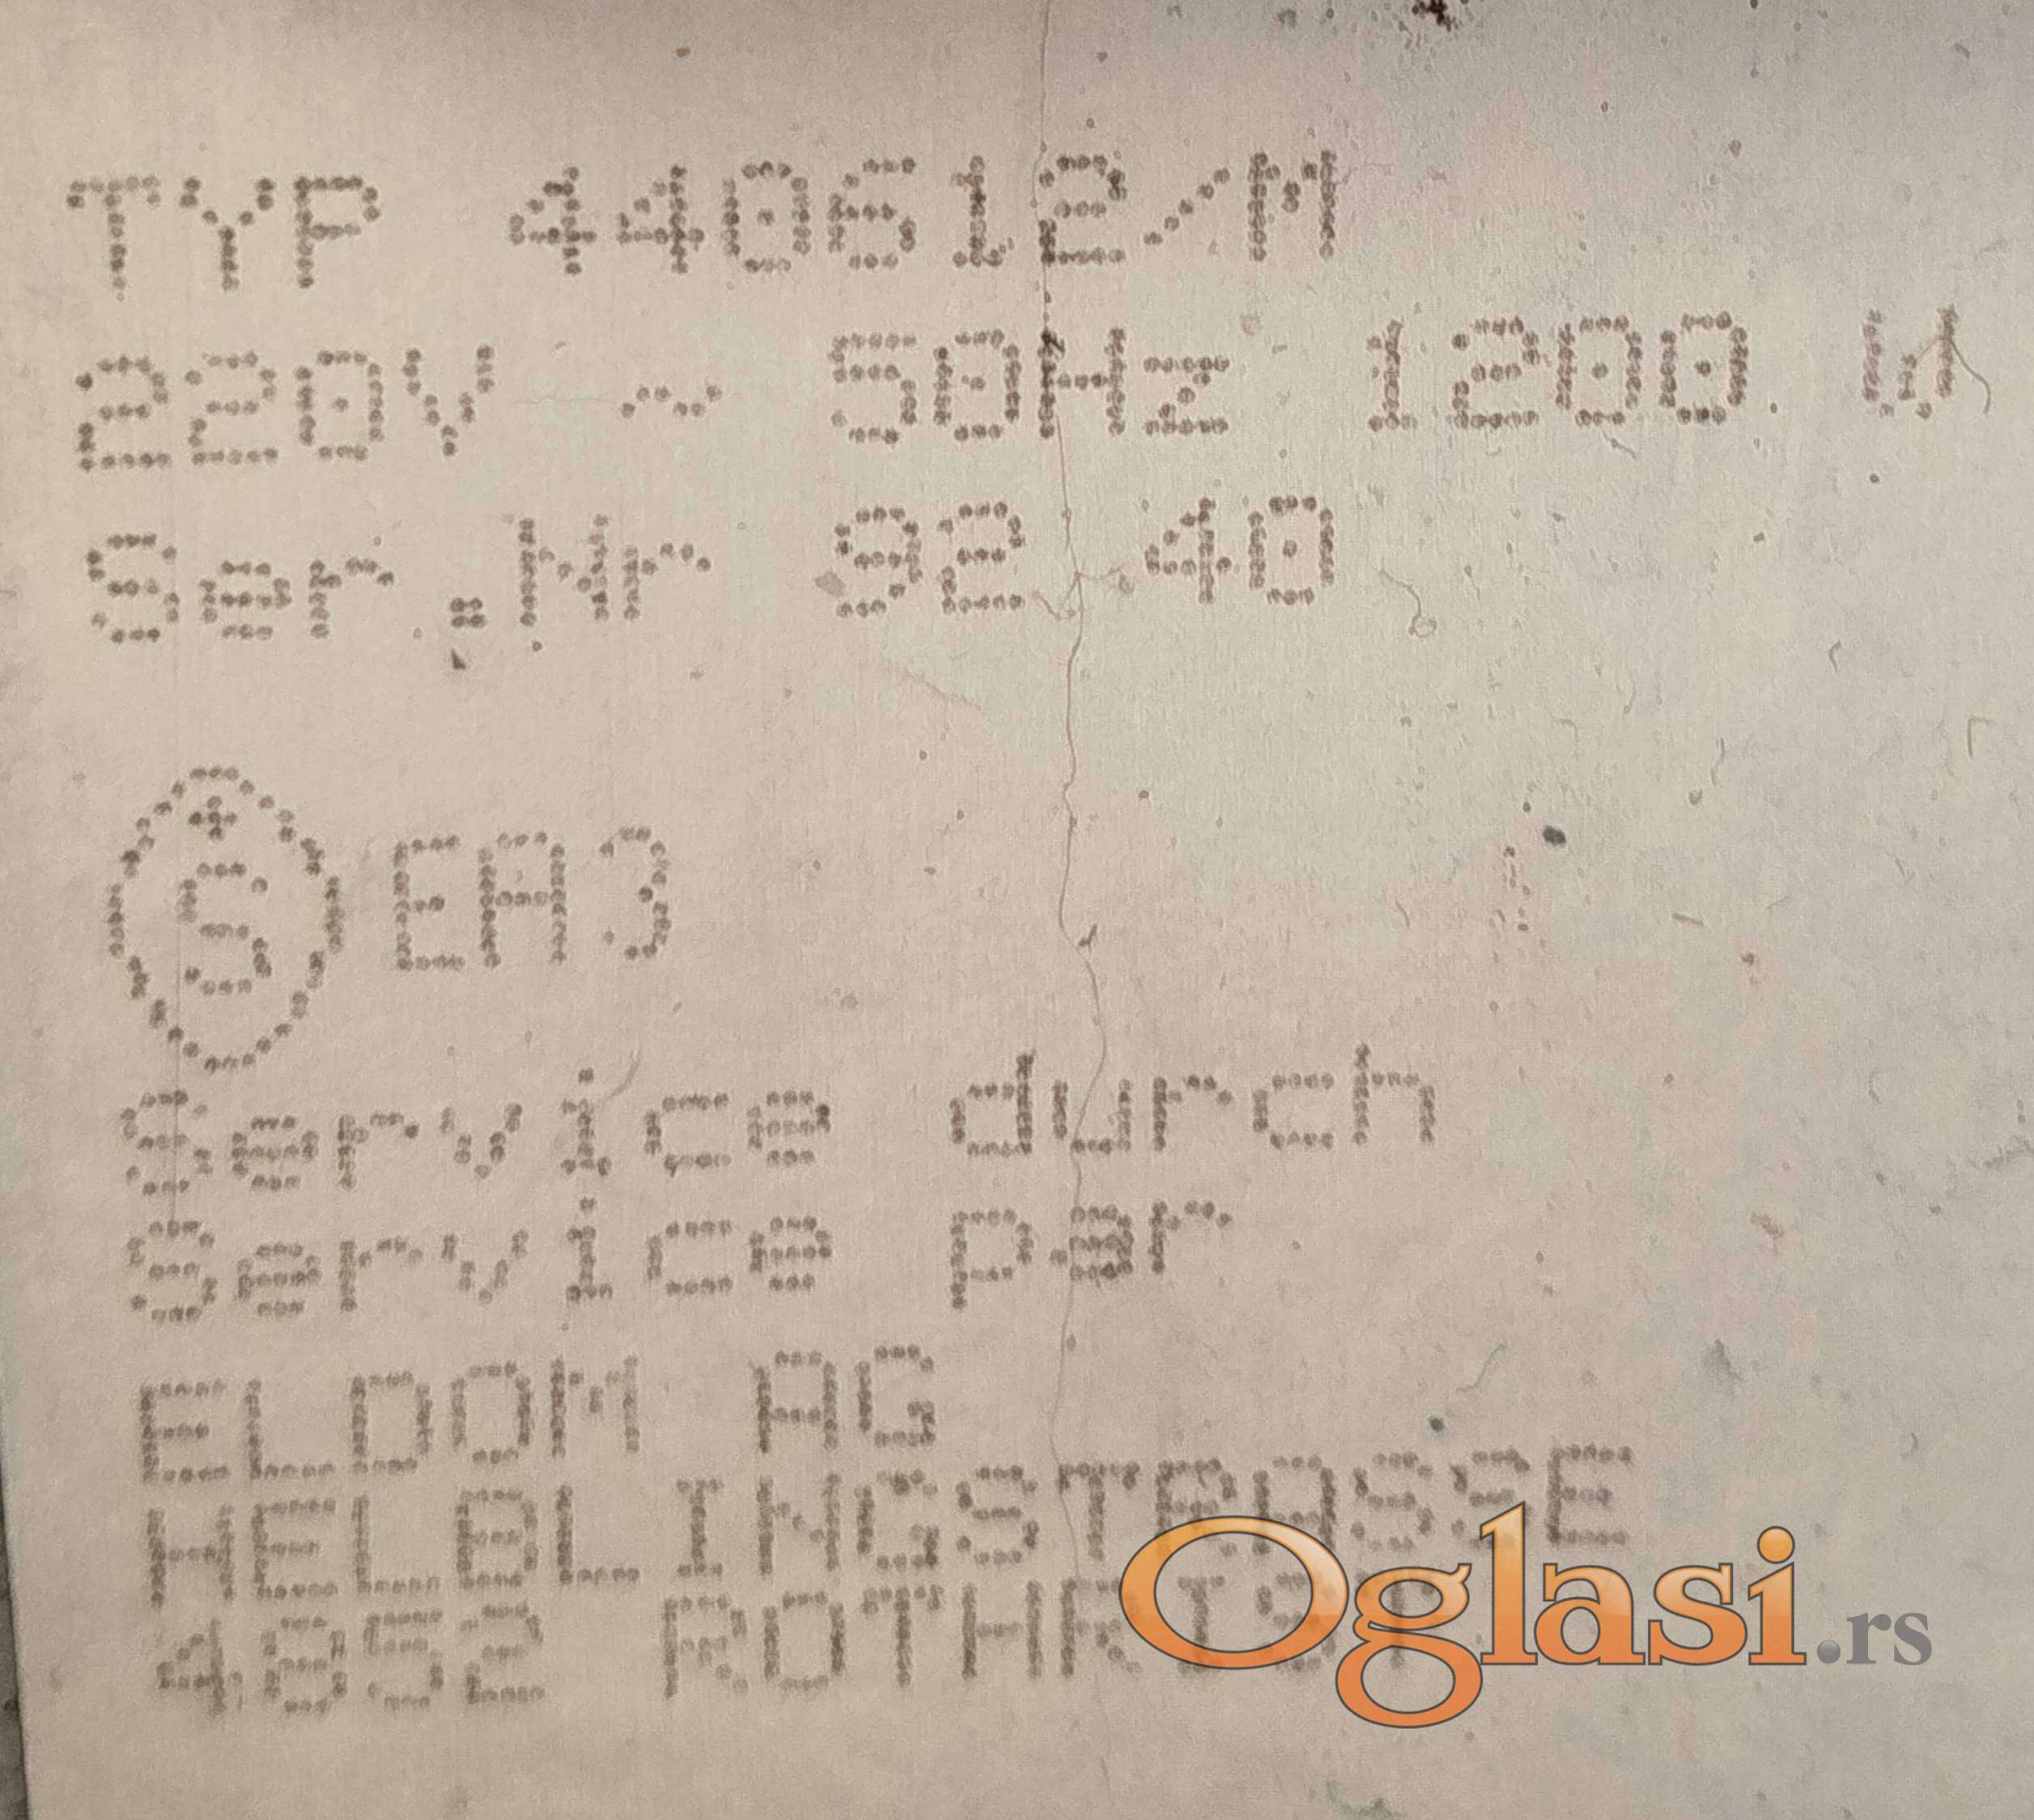 TYP 440612/M
220V ~ 50Hz 1200 W
Ser.Nr 92 40
S EA3
Service durch
Service par
ELDOM AG
HELBLINGSTRASSE
4852 ROTHRIST
Oglasi.rs